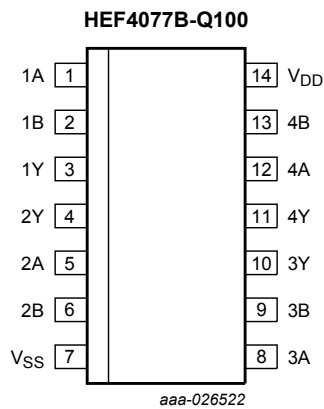 HEF4077B-Q100
1A 1 14 VDD
1B 2 13 4B
1Y 3 12 4A
2Y 4 11 4Y
2A 5 10 3Y
2B 6 9 3B
VSS 7 8 3A
aaa-026522